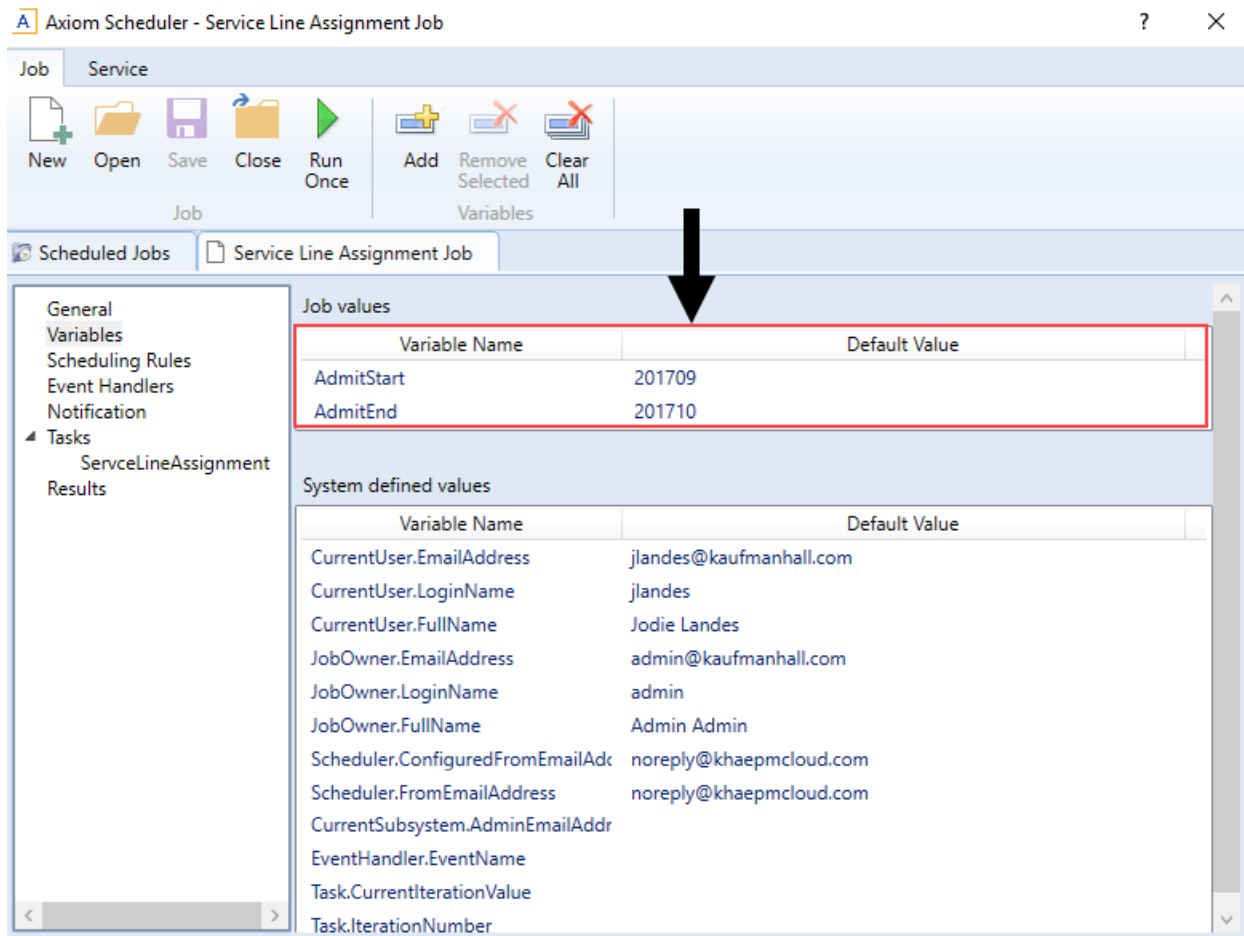 A Axiom Scheduler - Service Line Assignment Job ?
Job Service
New Open Save Close Run Once Add Remove Selected Clear All
Job Variables
Scheduled Jobs Service Line Assignment Job
General
Variables
Scheduling Rules
Event Handlers
Notification
Tasks
ServceLineAssignment
Results
Job values
Variable Name Default Value
AdmitStart 201709
AdmitEnd 201710
System defined values
Variable Name Default Value
CurrentUser.EmailAddress jlandes@kaufmanhall.com
CurrentUser.LoginName jlandes
CurrentUser.FullName Jodie Landes
JobOwner.EmailAddress admin@kaufmanhall.com
JobOwner.LoginName admin
JobOwner.FullName Admin Admin
Scheduler.ConfiguredFromEmailAdd noreply@khaepmcloud.com
Scheduler.FromEmailAddress noreply@khaepmcloud.com
CurrentSubsystem.AdminEmailAddr
EventHandler.EventName
Task.CurrentIterationValue
Task.IterationNumber